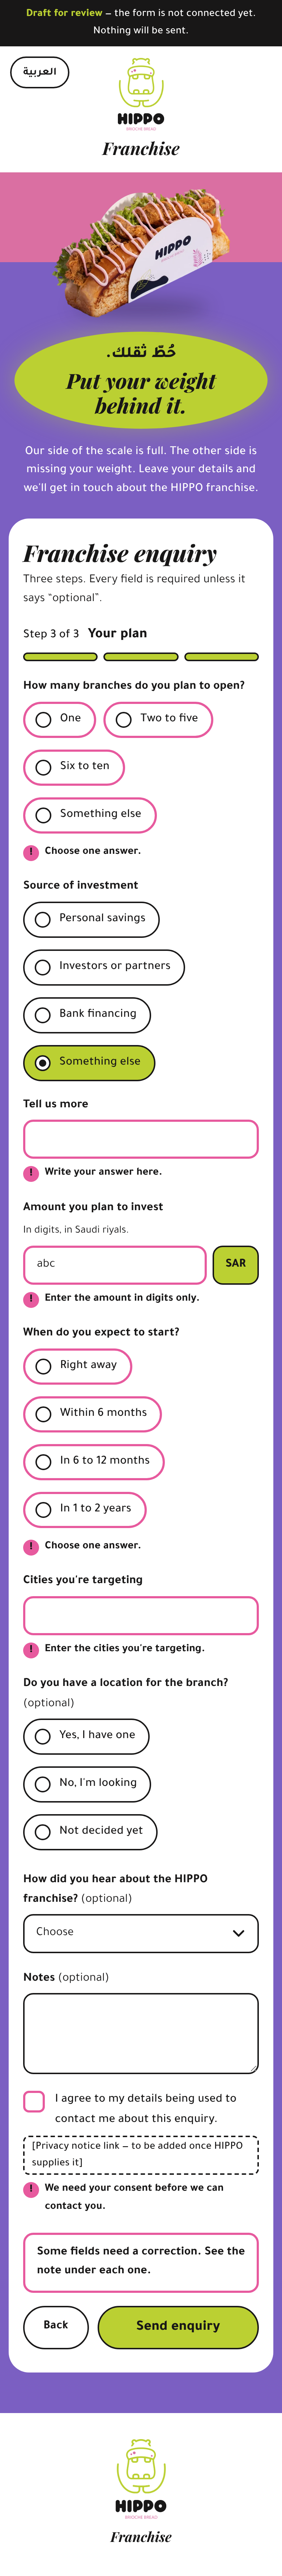 Draft for review – the form is not connected yet.
Nothing will be sent.
العربية
HIPPO
BRIOCHE BREAD
Franchise
HIPPO
حُطّ ثقلك.
Put your weight
behind it.
Our side of the scale is full. The other side is
missing your weight. Leave your details and
we'll get in touch about the HIPPO franchise.
Franchise enquiry
Three steps. Every field is required unless it
says “optional”.
Step 3 of 3 Your plan
How many branches do you plan to open?
One
Two to five
Six to ten
Something else
! Choose one answer.
Source of investment
Personal savings
Investors or partners
Bank financing
Something else
Tell us more
! Write your answer here.
Amount you plan to invest
In digits, in Saudi riyals.
abc
SAR
! Enter the amount in digits only.
When do you expect to start?
Right away
Within 6 months
In 6 to 12 months
In 1 to 2 years
! Choose one answer.
Cities you're targeting
! Enter the cities you're targeting.
Do you have a location for the branch?
(optional)
Yes, I have one
No, I'm looking
Not decided yet
How did you hear about the HIPPO
franchise? (optional)
Choose
Notes (optional)
I agree to my details being used to
contact me about this enquiry.
[Privacy notice link – to be added once HIPPO
supplies it]
! We need your consent before we can
contact you.
Some fields need a correction. See the
note under each one.
Back
Send enquiry
HIPPO
BRIOCHE BREAD
Franchise